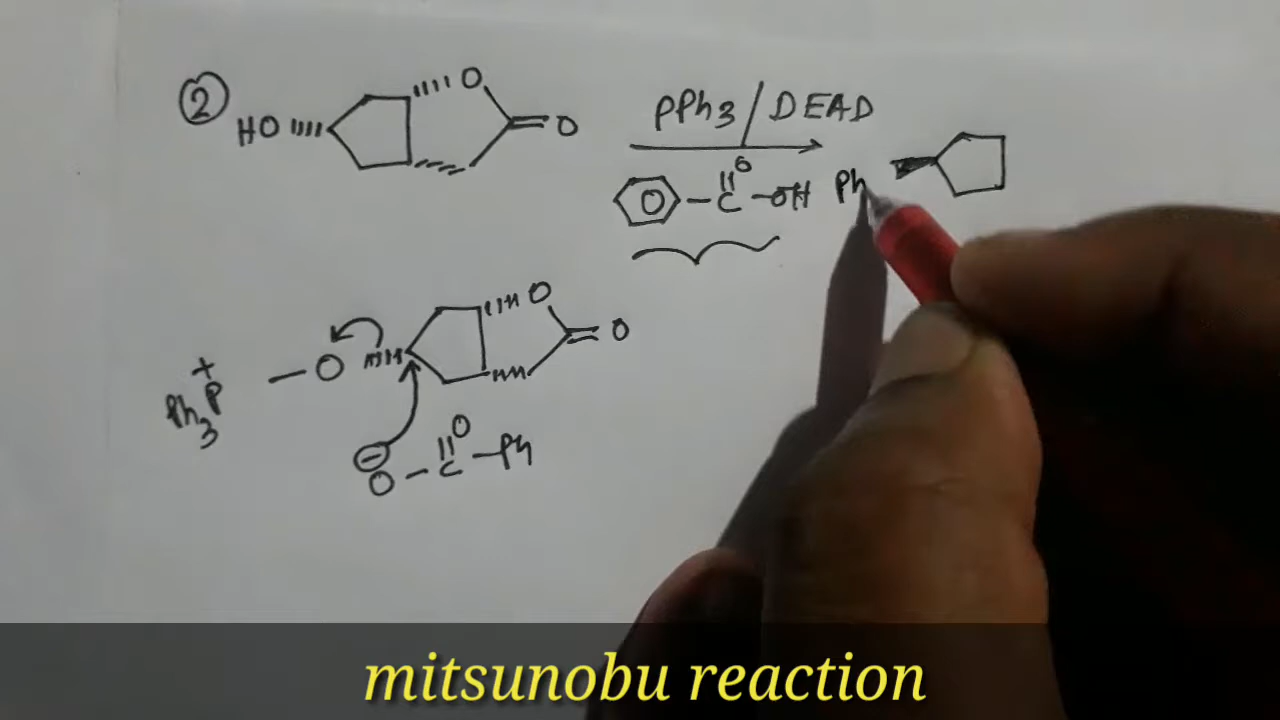 2
HO O O
PPh3 / DEAD
O
C OH
Ph
Ph3 P + O O O
O
O C Ph
mitsunobu reaction